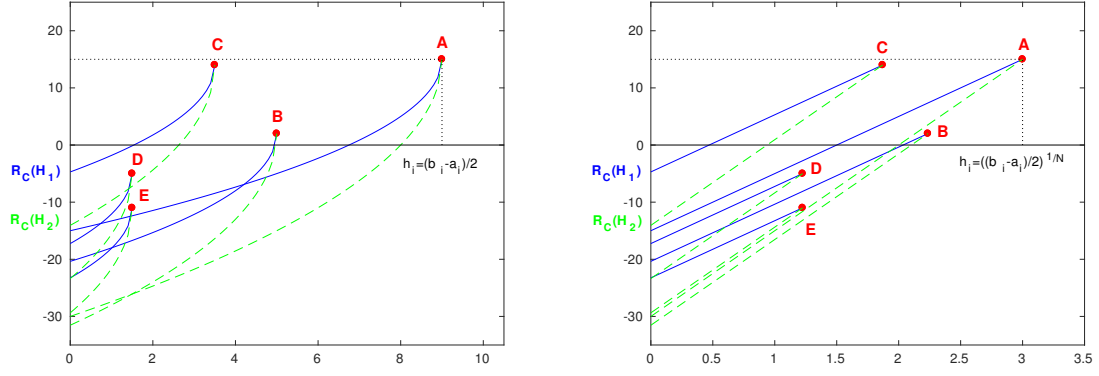 20
10
0
-10
-20
-30
0
2
4
6
8
10
A
B
C
D
E
R_C(H_1)
R_C(H_2)
h_i=(b_i-a_i)/2
20
10
0
-10
-20
-30
0
0.5
1
1.5
2
2.5
3
3.5
A
B
C
D
E
R_C(H_1)
R_C(H_2)
h_i=((b_i-a_i)/2)^{1/N}